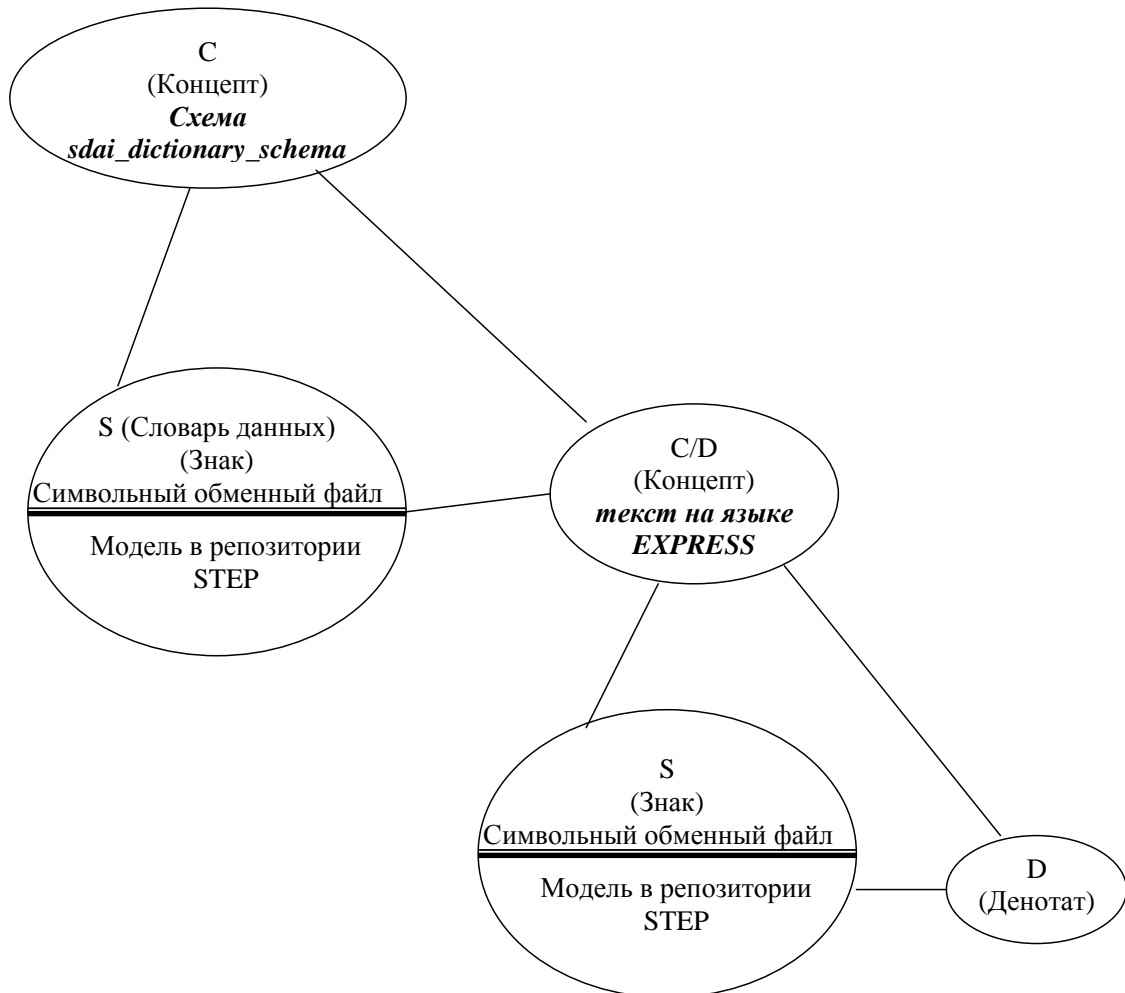 С
(Концепт)
Схема
sdai_dictionary_schema
S (Словарь данных)
(Знак)
Символьный обменный файл
Модель в репозитории
STEP
C/D
(Концепт)
текст на языке
EXPRESS
S
(Знак)
Символьный обменный файл
Модель в репозитории
STEP
D
(Денотат)